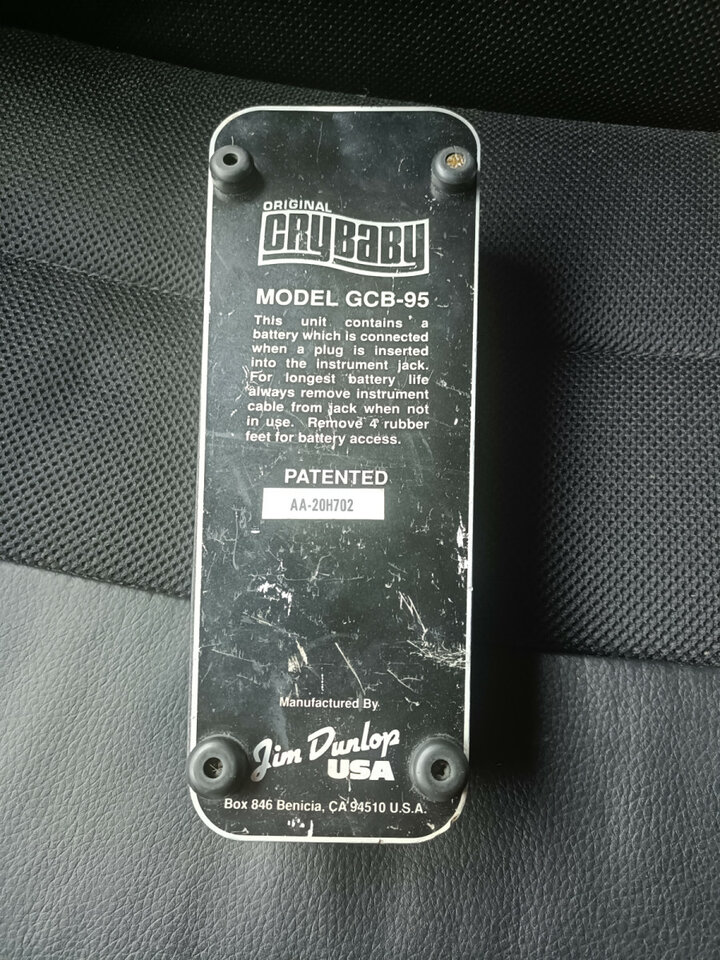 ORIGINAL
CRYBABY
MODEL GCB-95
This unit contains a
battery which is connected
when a plug is inserted
into the instrument jack.
For longest battery life
always remove instrument
cable from jack when not
in use. Remove 4 rubber
feet for battery access.
PATENTED
AA-20H702
Manufactured By
Jim Dunlop
USA
Box 846 Benicia, CA 94510 U.S.A.